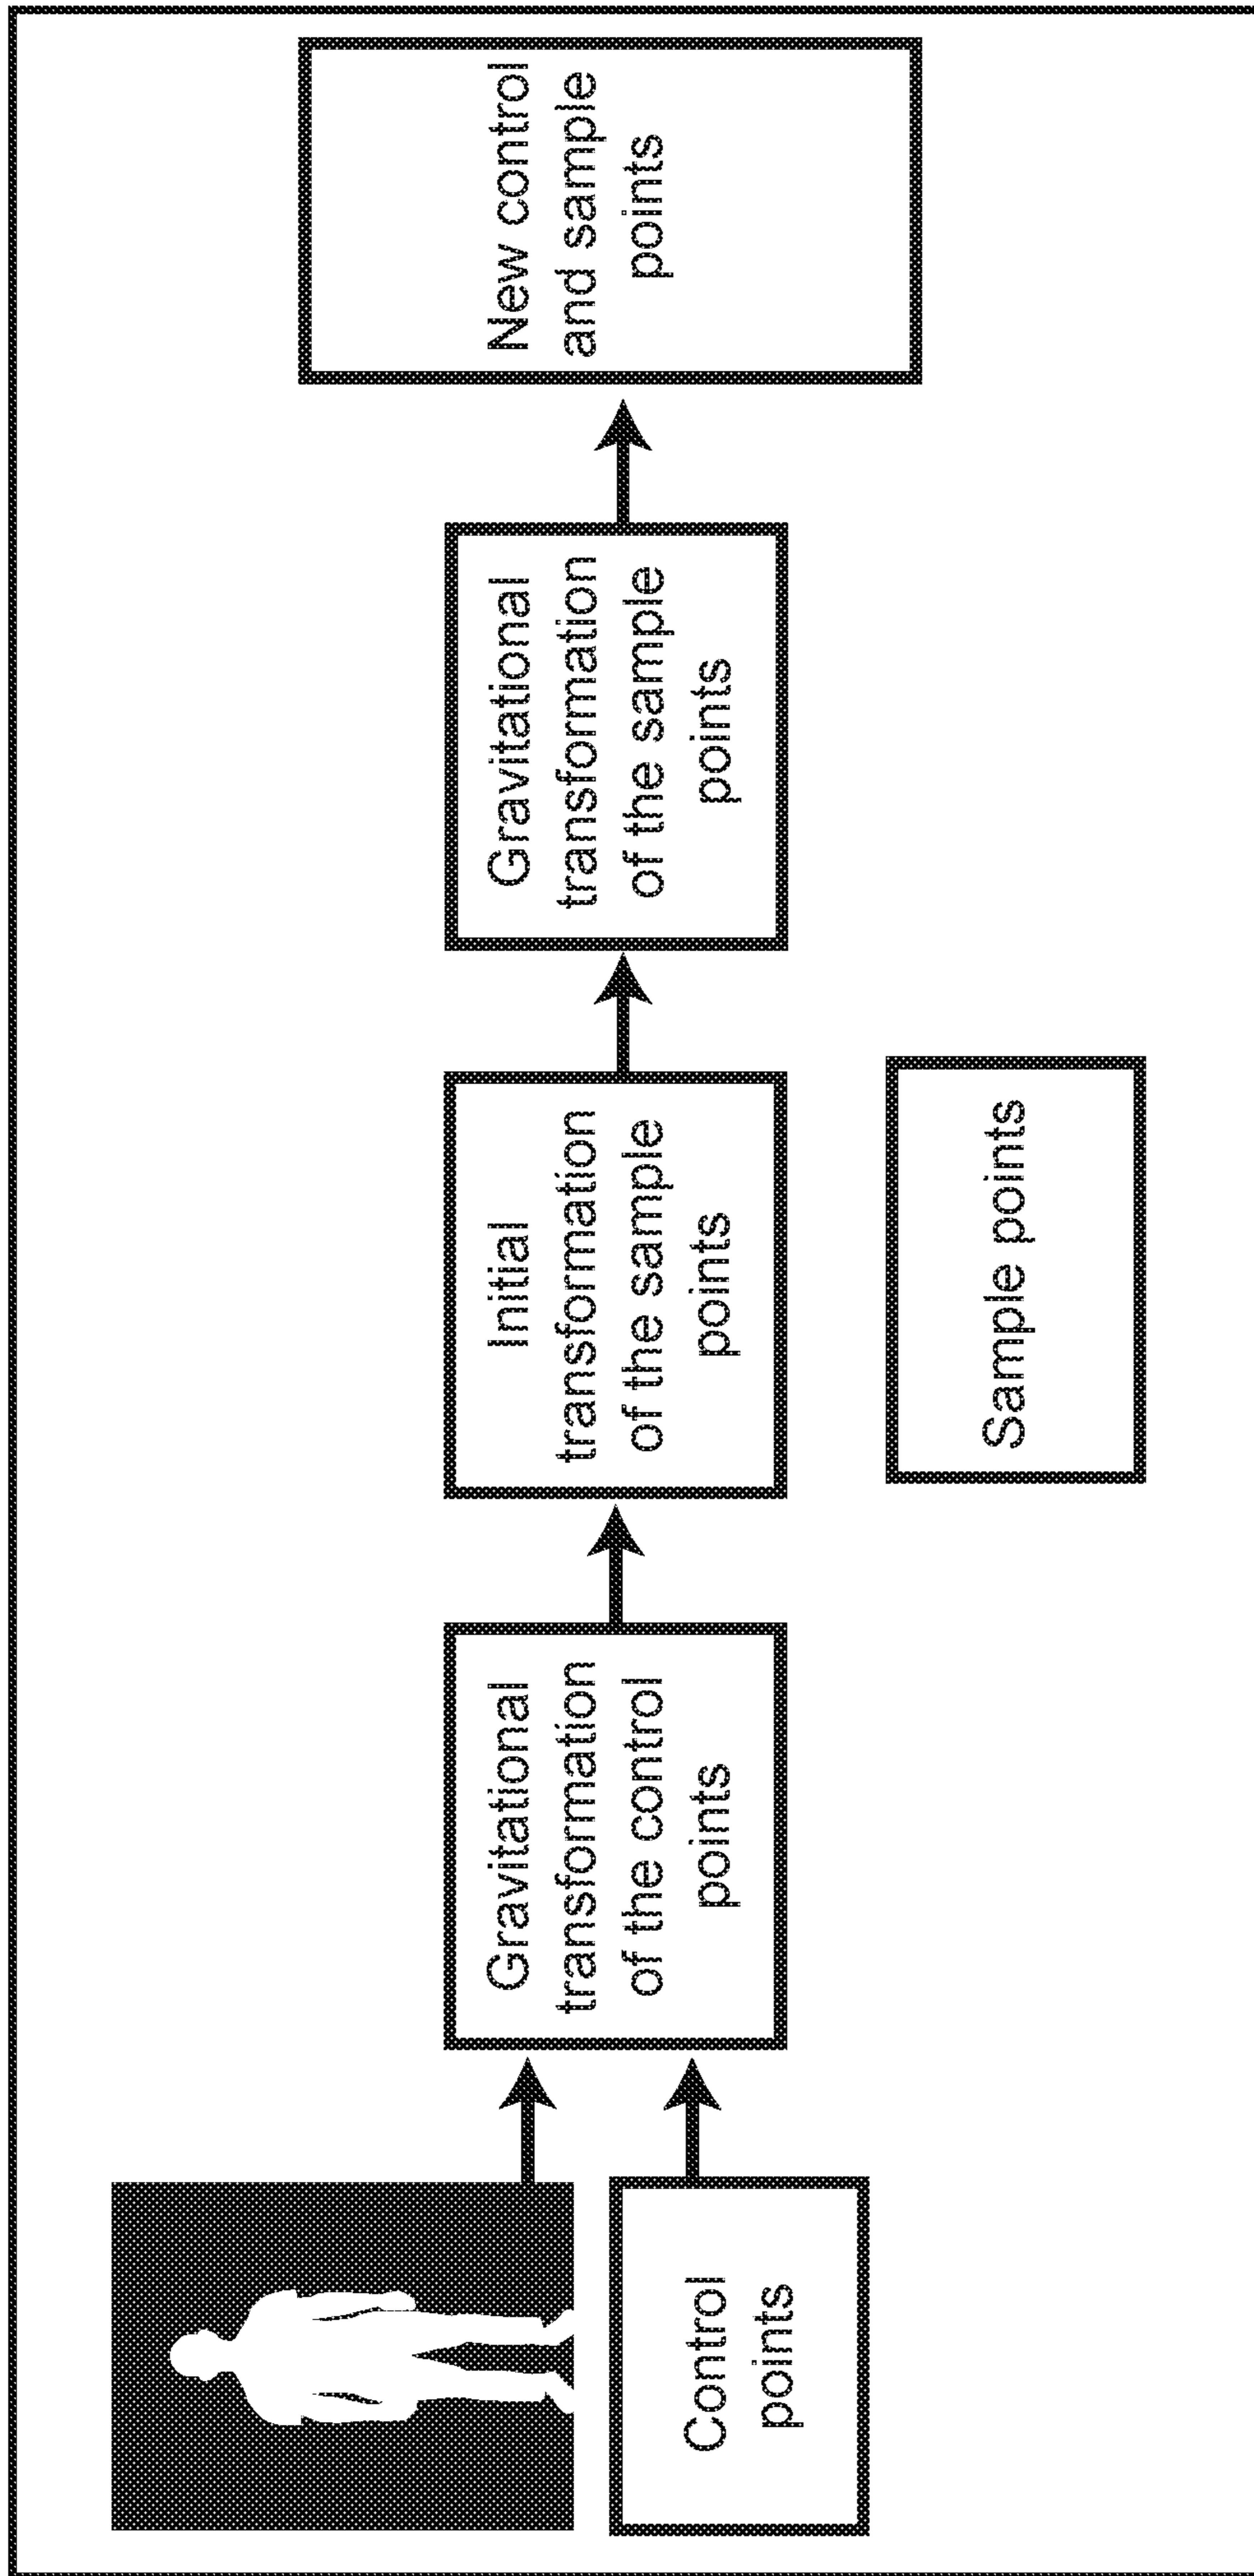 Control
points
Gravitational
transformation
of the control
points
Initial
transformation
of the sample
points
Sample points
Gravitational
transformation
of the sample
points
New control
and sample
points